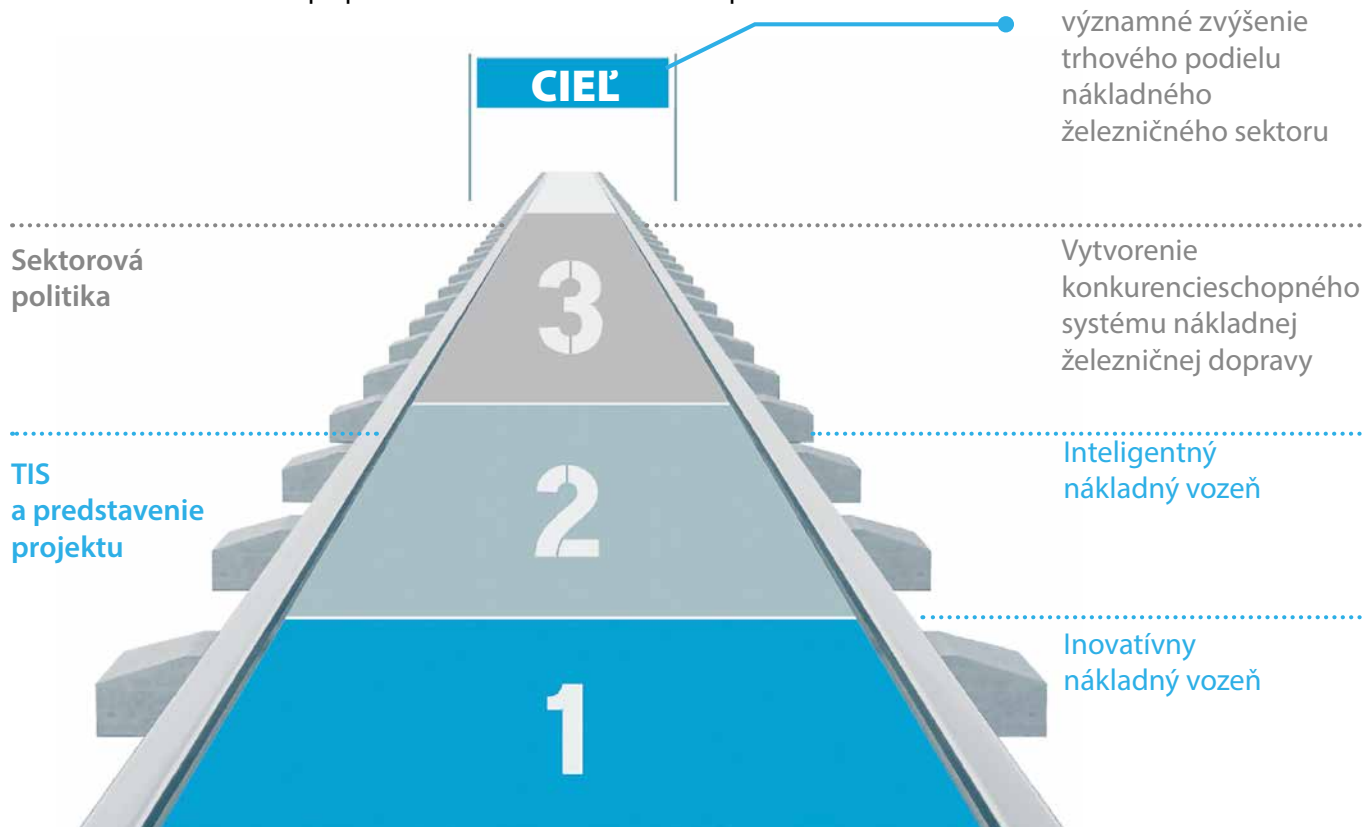 významné zvýšenie
trhového podielu
nákladného
železničného sektoru
CIEĽ
Sektorová
politika
3
Vytvorenie
konkurencieschopného
systému nákladnej
železničnej dopravy
TIS
a predstavenie
projektu
2
Inteligentný
nákladný vozeň
1
Inovatívny
nákladný vozeň